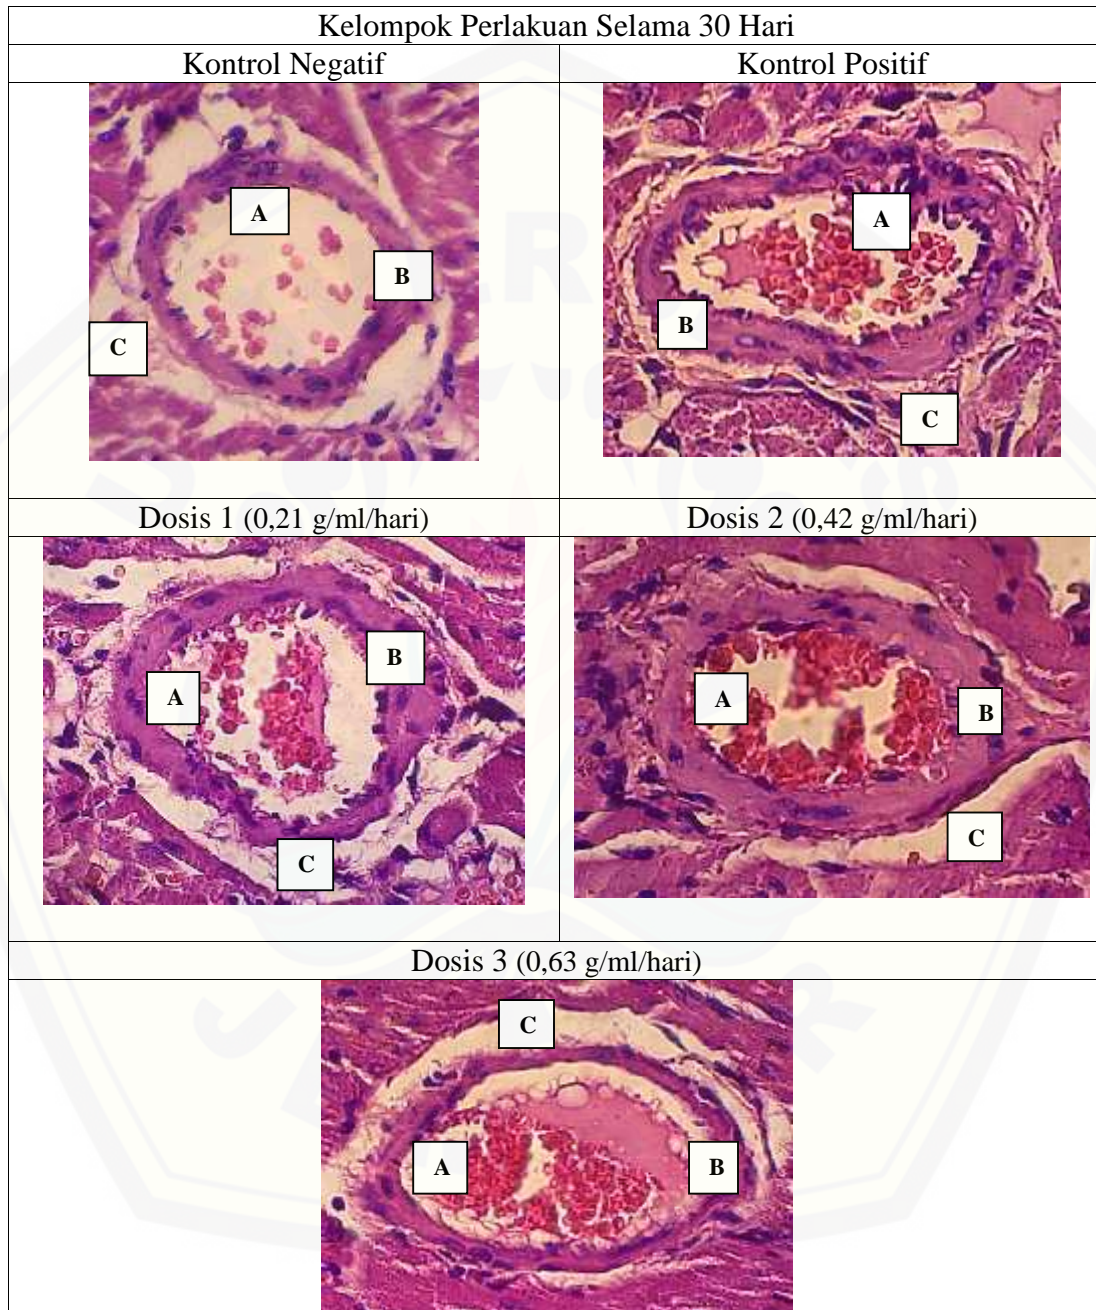 Kelompok Perlakuan Selama 30 Hari
Kontrol Negatif
Kontrol Positif
A
B
C
A
B
C
Dosis 1 (0,21 g/ml/hari)
Dosis 2 (0,42 g/ml/hari)
A
B
C
A
B
C
Dosis 3 (0,63 g/ml/hari)
C
A
B